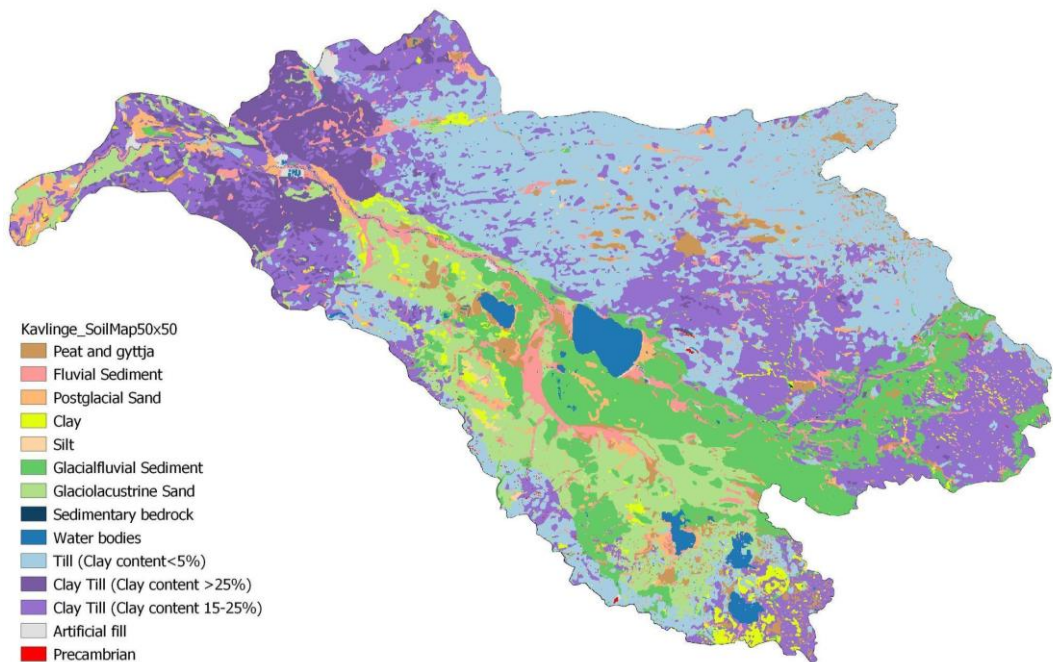 Kavlinge_SoilMap50x50
Peat and gyttja
Fluvial Sediment
Postglacial Sand
Clay
Silt
Glacialfluvial Sediment
Glaciolacustrine Sand
Sedimentary bedrock
Water bodies
Till (Clay content<5%)
Clay Till (Clay content >25%)
Clay Till (Clay content 15-25%)
Artificial fill
Precambrian